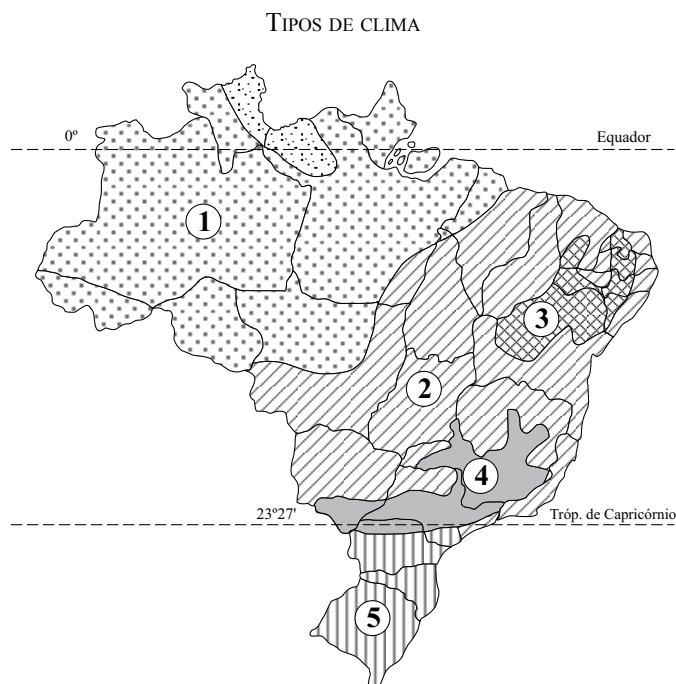 TIPOS DE CLIMA
0º
Equador
1
3
2
4
23º27'
Tróp. de Capricórnio
5